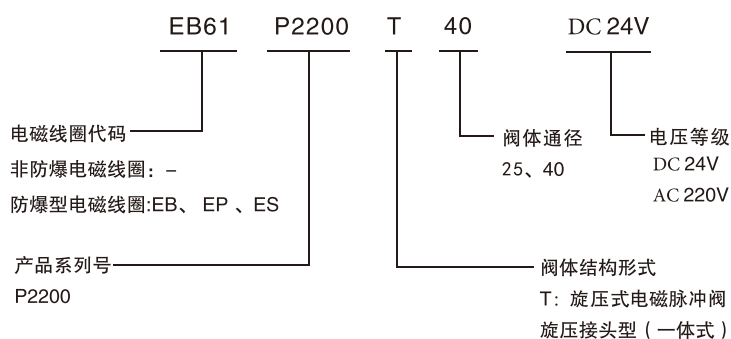 EB61 P2200 T 40 DC 24V
电磁线圈代码
非防爆电磁线圈：–
防爆型电磁线圈:EB、EP、ES
产品系列号
P2200
阀体通径
25、40
电压等级
DC 24V
AC 220V
阀体结构形式
T：旋压式电磁脉冲阀
旋压接头型（一体式）